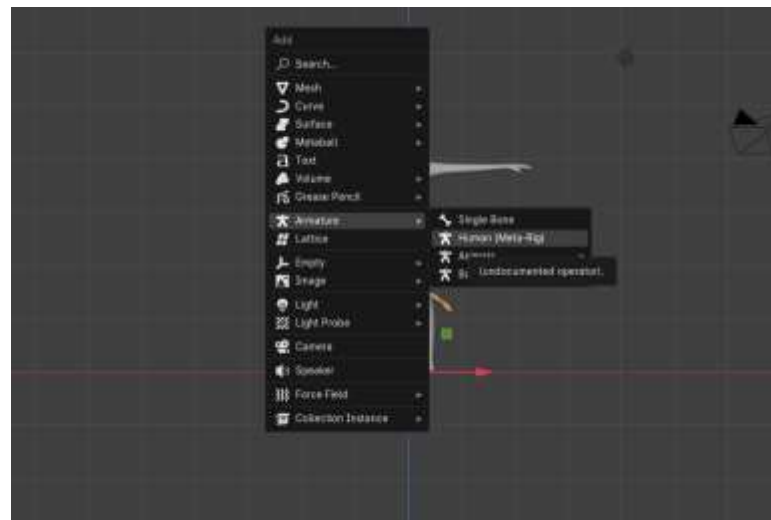 Add
Search...
Mesh
Curve
Surface
Metaball
Text
Volume
Grease Pencil
Armature
Lattice
Empty
Image
Light
Light Probe
Camera
Speaker
Force Field
Collection Instance
Single Bone
Human (Meta-Rig)
(undocumented operator).